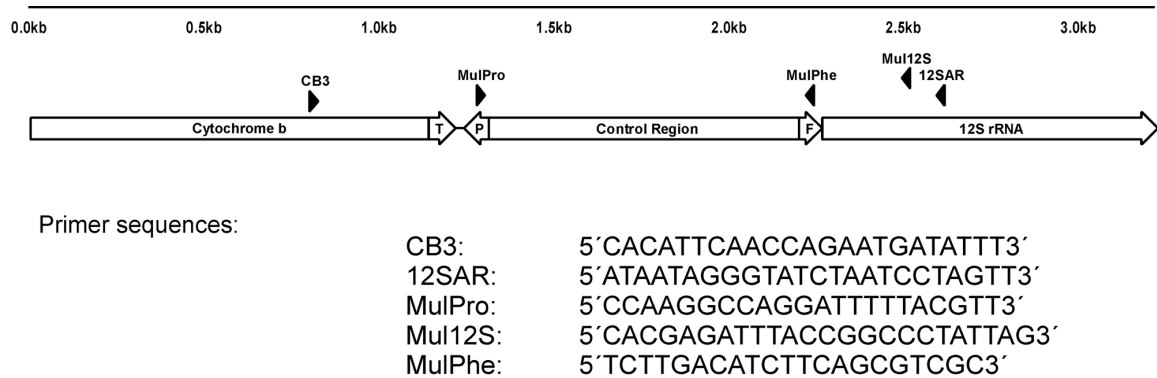 0.0kb 0.5kb 1.0kb 1.5kb 2.0kb 2.5kb 3.0kb
Mul12S
CB3 MulPro MulPhe 12SAR
Cytochrome b T P Control Region F 12S rRNA
Primer sequences:
CB3: 5´CACATTCAACCAGAATGATATTT3´
12SAR: 5´ATAATAGGGTATCTAATCCTAGTT3´
MulPro: 5´CCAAGGCCAGGATTTTTACGTT3´
Mul12S: 5´CACGAGATTTACCGGCCCTATTAG3´
MulPhe: 5´TCTTGACATCTTCAGCGTCGC3´